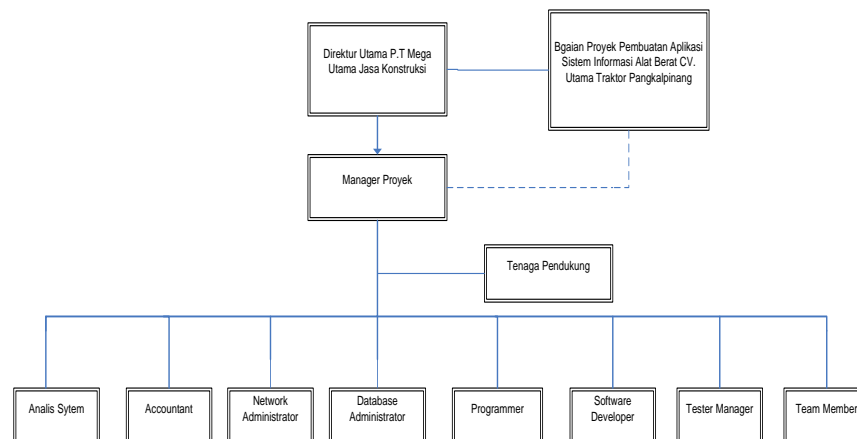 Direktur Utama P.T Mega
Utama Jasa Konstruksi
Bgaian Proyek Pembuatan Aplikasi
Sistem Informasi Alat Berat CV.
Utama Traktor Pangkalpinang
Manager Proyek
Tenaga Pendukung
Analis Sytem
Accountant
Network
Administrator
Database
Administrator
Programmer
Software
Developer
Tester Manager
Team Member